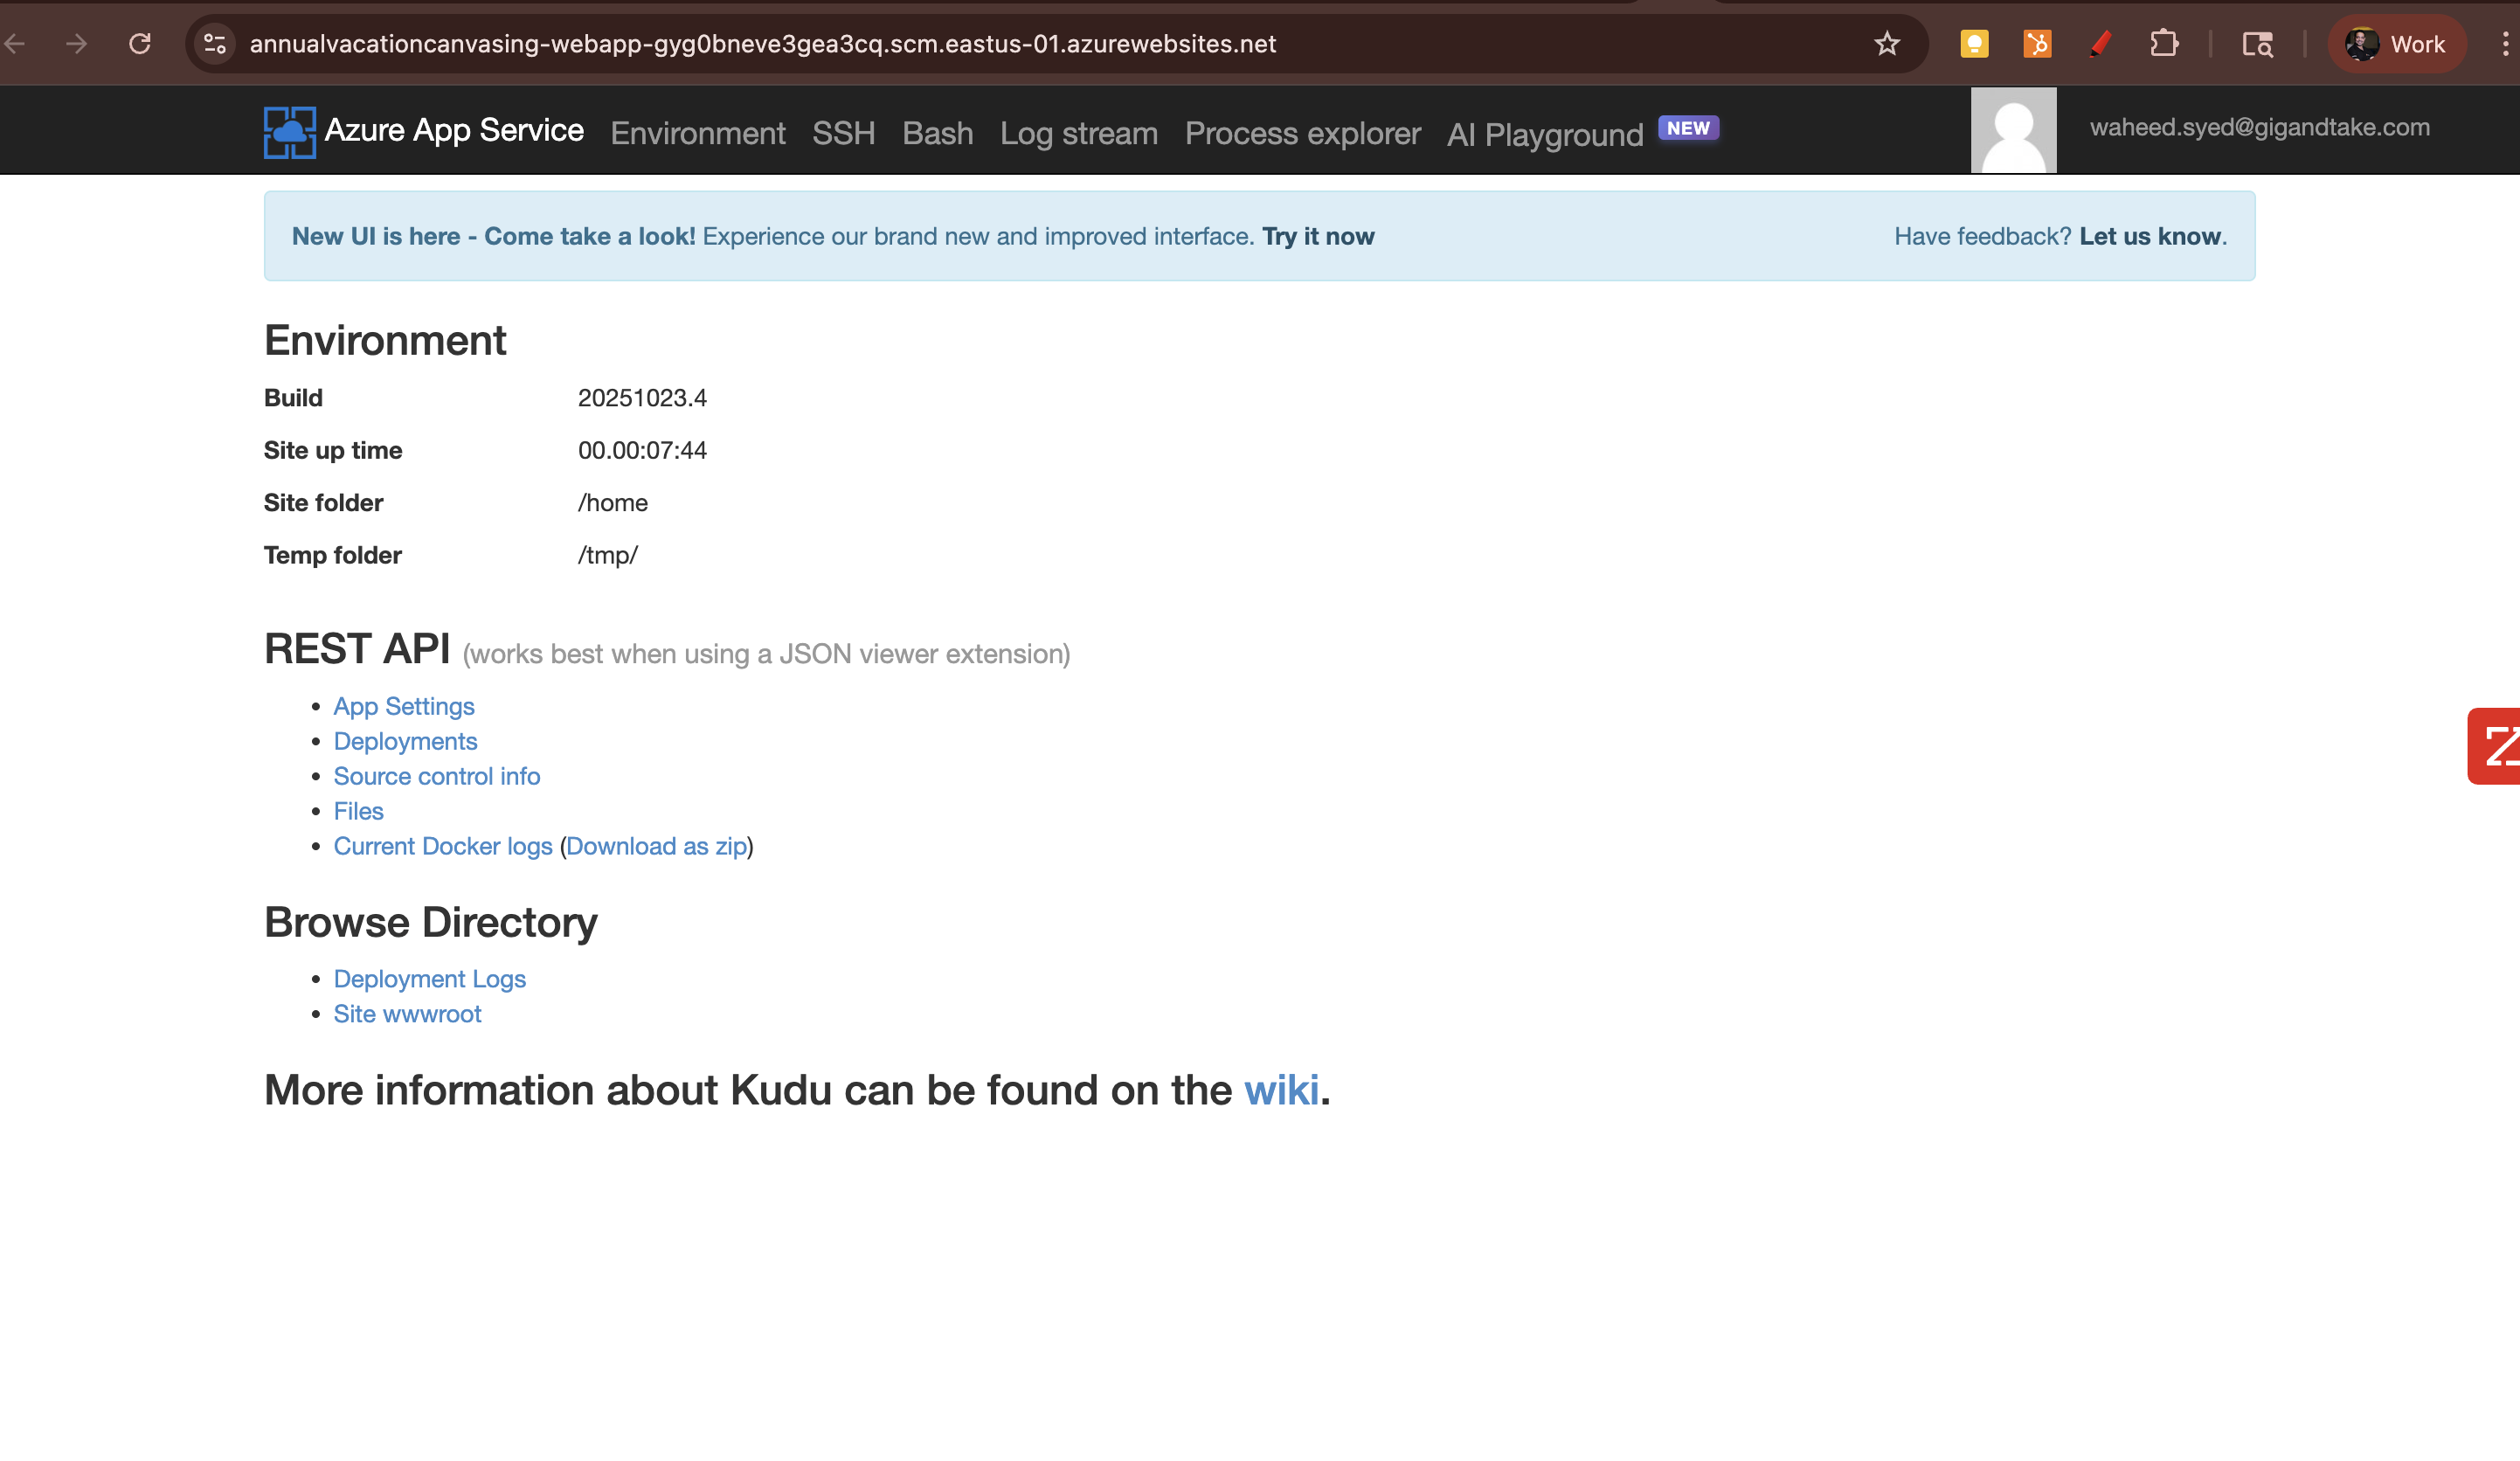 annualvacationcanvasing-webapp-gyg0bneve3gea3cq.scm.eastus-01.azurewebsites.net
Work
Azure App Service Environment SSH Bash Log stream Process explorer AI Playground NEW waheed.syed@gigandtake.com
New UI is here - Come take a look! Experience our brand new and improved interface. Try it now Have feedback? Let us know.
Environment
Build 20251023.4
Site up time 00.00:07:44
Site folder /home
Temp folder /tmp/
REST API (works best when using a JSON viewer extension)
App Settings
Deployments
Source control info
Files
Current Docker logs (Download as zip)
Browse Directory
Deployment Logs
Site wwwroot
More information about Kudu can be found on the wiki.